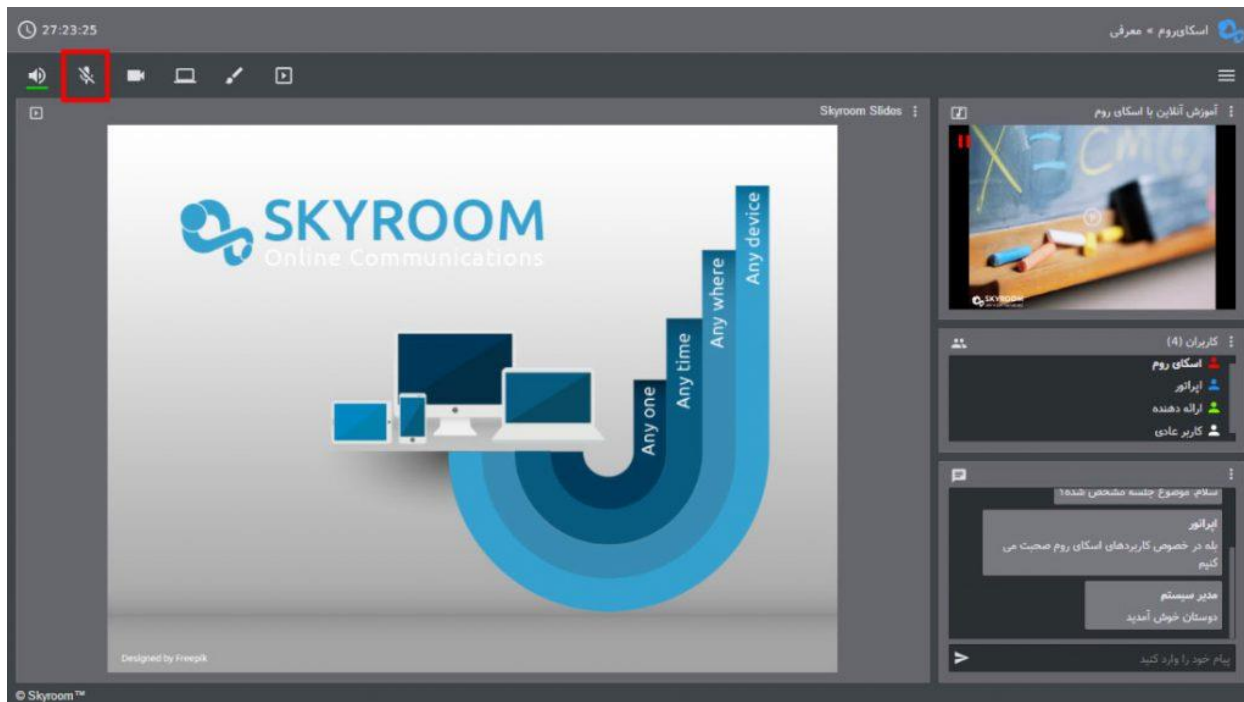 27:23:25
اسکای‌روم » معرفی
Skyroom Slides
SKYROOM
Online Communications
Any one
Any time
Any where
Any device
Designed by Freepik
آموزش آنلاین با اسکای روم
SKYROOM
کاربران (4)
اسکای روم
اپراتور
ارائه دهنده
کاربر عادی
سلام. موضوع جلسه مشخص شده؟
اپراتور
بله در خصوص کاربردهای اسکای روم صحبت می
کنیم
مدیر سیستم
دوستان خوش آمدید
پیام خود را وارد کنید
© Skyroom™